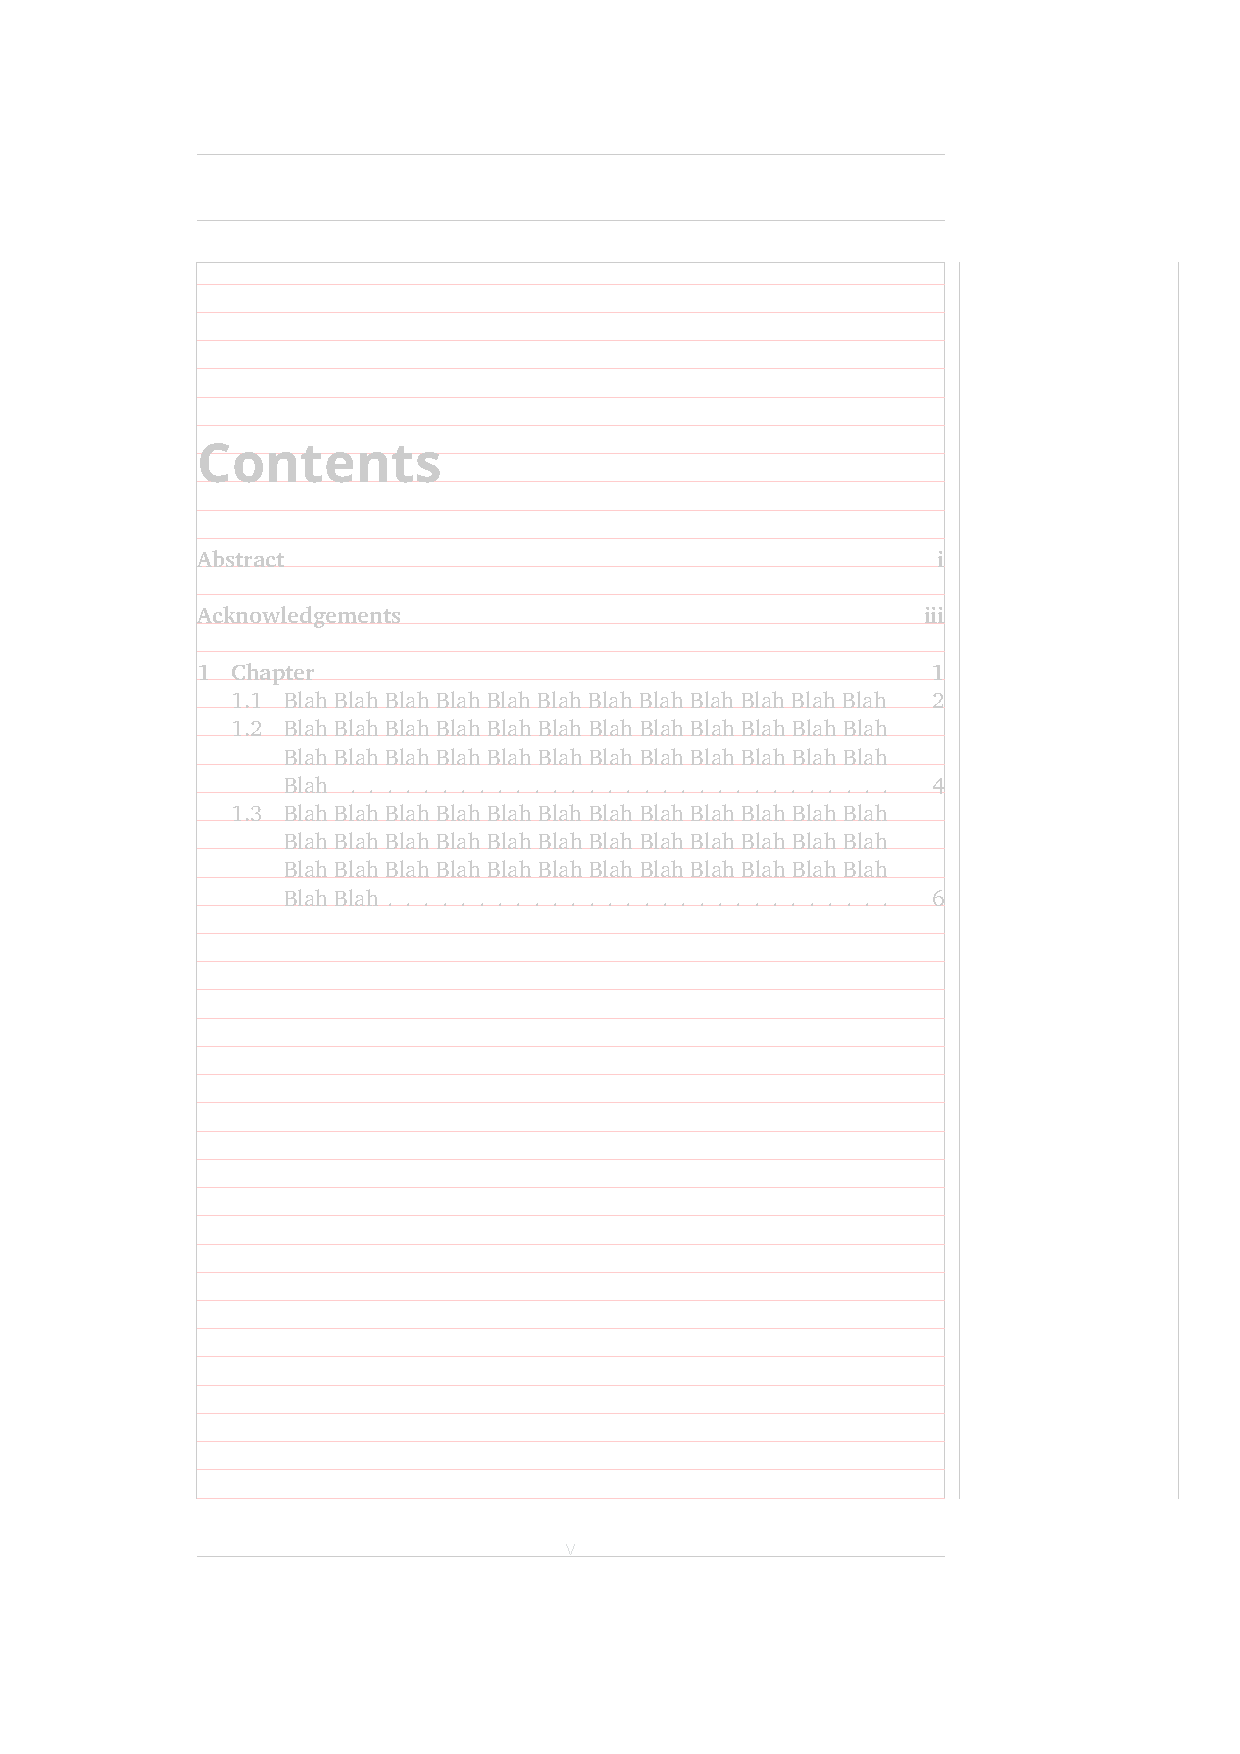 Contents
Abstract i
Acknowledgements iii
1 Chapter 1
1.1 Blah Blah Blah Blah Blah Blah Blah Blah Blah Blah Blah Blah 2
1.2 Blah Blah Blah Blah Blah Blah Blah Blah Blah Blah Blah Blah
Blah Blah Blah Blah Blah Blah Blah Blah Blah Blah Blah Blah
Blah . . . . . . . . . . . . . . . . . . . . . . . . . . . . . . 4
1.3 Blah Blah Blah Blah Blah Blah Blah Blah Blah Blah Blah Blah
Blah Blah Blah Blah Blah Blah Blah Blah Blah Blah Blah Blah
Blah Blah Blah Blah Blah Blah Blah Blah Blah Blah Blah Blah
Blah Blah . . . . . . . . . . . . . . . . . . . . . . . . . . . . 6
v